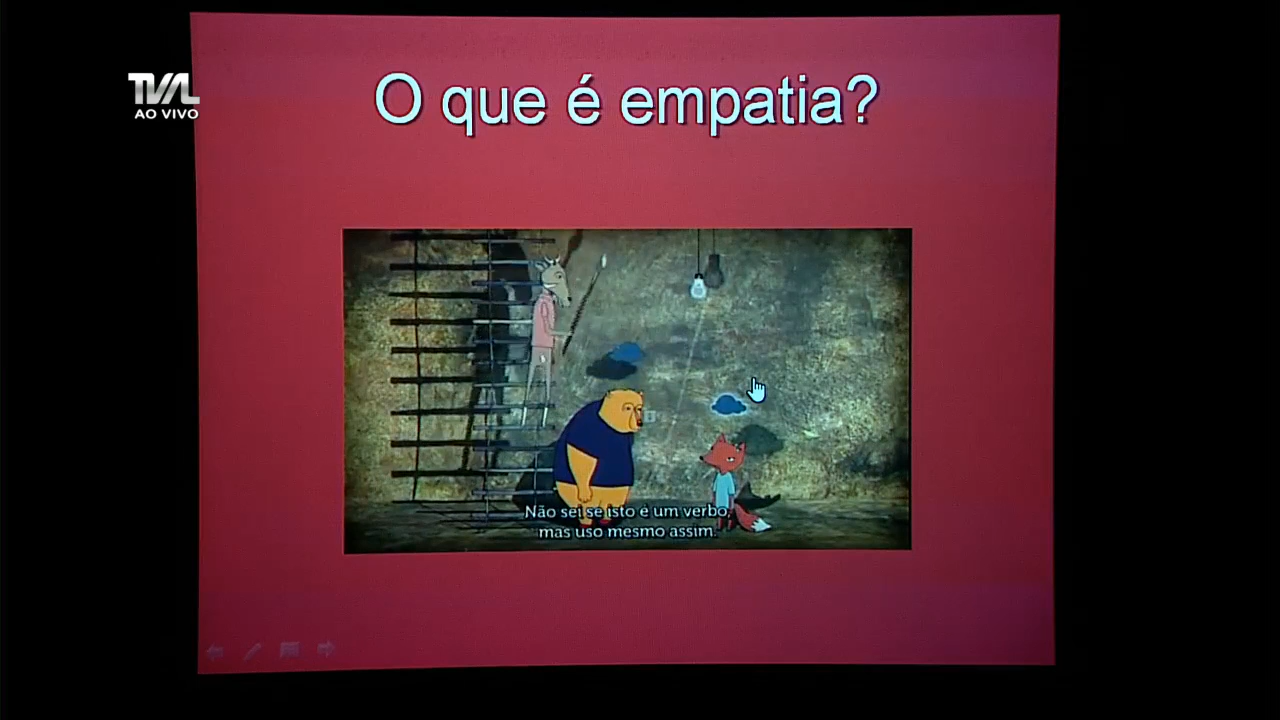 TVAL
AO VIVO
O que é empatia?
Não sei se isto é um verbo,
mas uso mesmo assim.